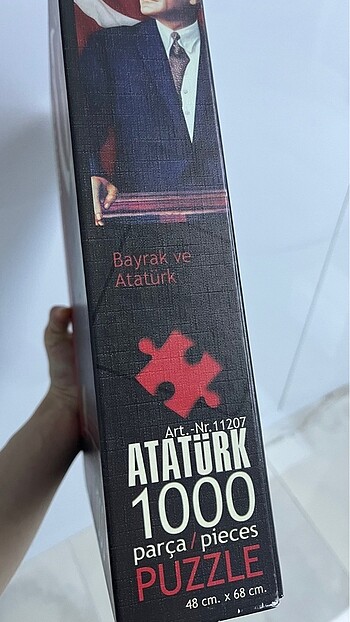 Bayrak ve
Atatürk
Art.-Nr.11207
ATATÜRK
1000
parça/pieces
PUZZLE
48 cm. x 68 cm.